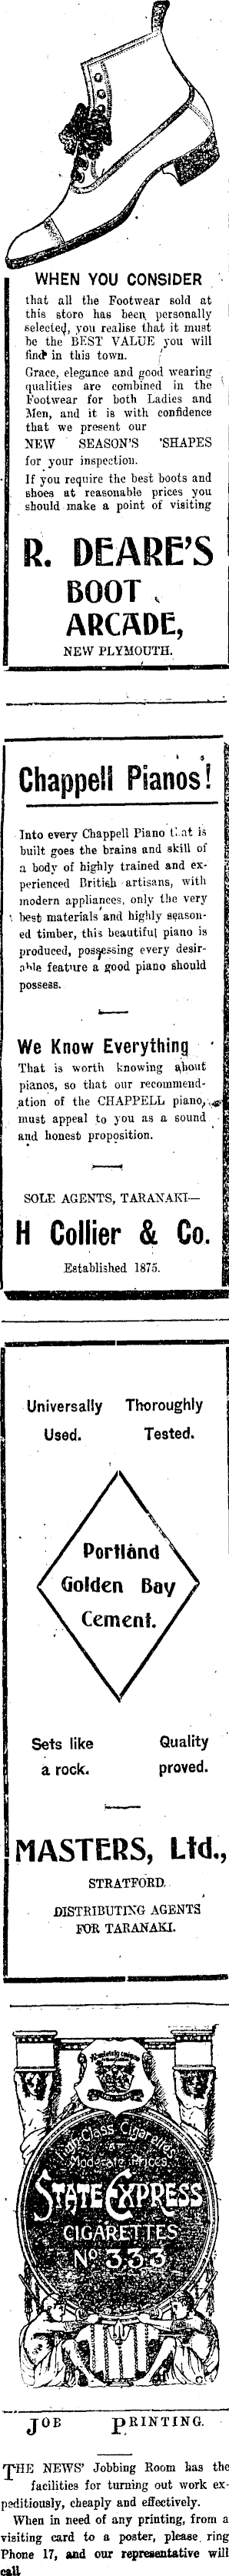 WHEN YOU CONSIDER
that all the Footwear sold at
this store has been personally
selected, you realise that it must
be the BEST VALUE you will
find in this town.
Grace, elegance and good wearing
qualities are combined in the
Footwear for both Ladies and
Men, and it is with confidence
that we present our
NEW SEASON'S 'SHAPES
for your inspection.
If you require the best boots and
shoes at reasonable prices you
should make a point of visiting
R. DEARE'S
BOOT
ARCADE,
NEW PLYMOUTH.
Chappell Pianos!
Into every Chappell Piano that is
built goes the brains and skill of
a body of highly trained and ex-
perienced British artisans, with
modern appliances, only the very
best materials and highly season-
ed timber, this beautiful piano is
produced, possessing every desir-
able feature a good piano should
possess.
We Know Everything
That is worth knowing about
pianos, so that our recommend-
ation of the CHAPPELL piano,
must appeal to you as a sound
and honest proposition.
SOLE AGENTS, TARANAKI—
H Collier & Co.
Established 1875.
Universally Thoroughly
Used. Tested.
Portland
Golden Bay
Cement.
Sets like Quality
a rock. proved.
MASTERS, Ltd.,
STRATFORD.
DISTRIBUTING AGENTS
FOR TARANAKI.
High-Class Cigarettes
Moderate Prices
STATE EXPRESS
CIGARETTES
No. 333
JOB PRINTING.
THE NEWS' Jobbing Room has the
facilities for turning out work ex-
peditiously, cheaply and effectively.
When in need of any printing, from a
visiting card to a poster, please ring
Phone 17, and our representative will
call